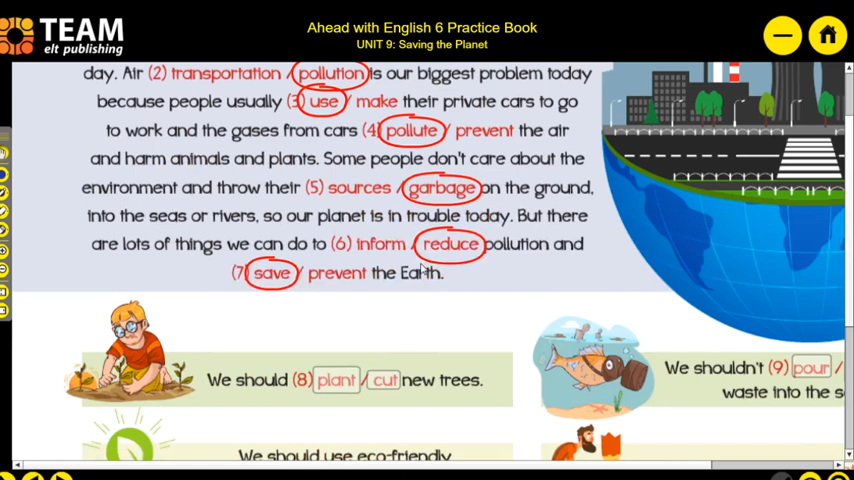 TEAM
elt publishing
Ahead with English 6 Practice Book
UNIT 9: Saving the Planet
day. Air (2) transportation / pollution is our biggest problem today
because people usually (3) use / make their private cars to go
to work and the gases from cars (4) pollute / prevent the air
and harm animals and plants. Some people don't care about the
environment and throw their (5) sources / garbage on the ground,
into the seas or rivers, so our planet is in trouble today. But there
are lots of things we can do to (6) inform / reduce pollution and
(7) save / prevent the Earth.
We should (8) plant / cut new trees.
We shouldn't (9) pour /
waste into the s
We should use eco-friendly